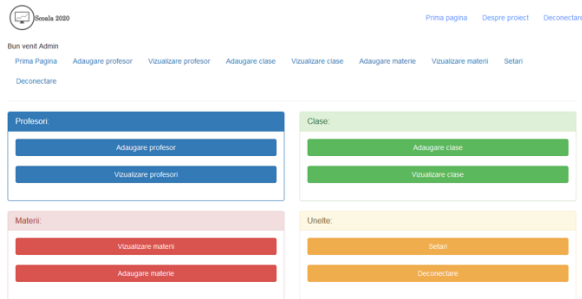 Scoala 2020
Prima pagina Despre proiect Deconectare
Bun venit Admin
Prima Pagina Adaugare profesor Vizualizare profesor Adaugare clase Vizualizare clase Adaugare materie Vizualizare materii Setari
Deconectare
Profesori:
Adaugare profesor
Vizualizare profesori
Clase:
Adaugare clase
Vizualizare clase
Materii:
Vizualizare materii
Adaugare materie
Unelte:
Setari
Deconectare